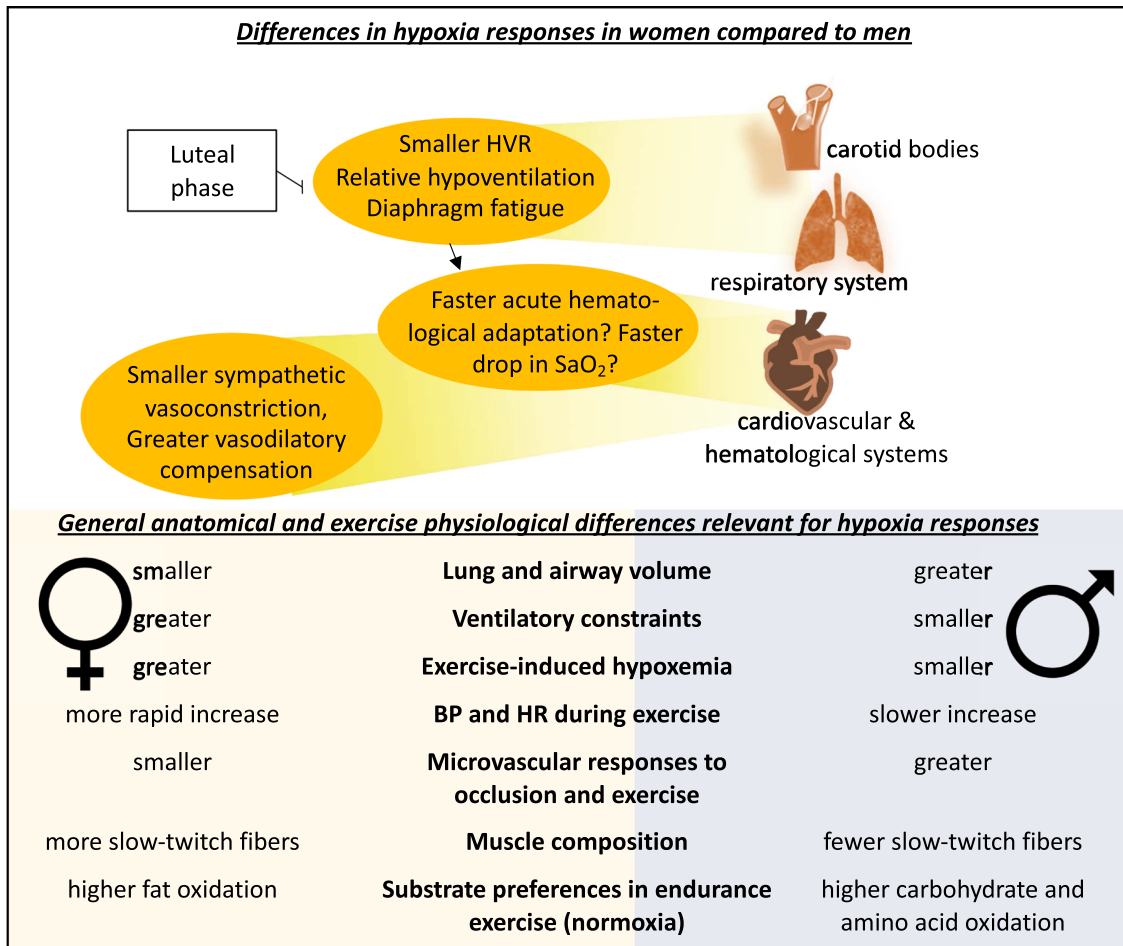 Differences in hypoxia responses in women compared to men
Luteal
phase
Smaller HVR
Relative hypoventilation
Diaphragm fatigue
carotid bodies
respiratory system
Faster acute hemato-
logical adaptation? Faster
drop in SaO₂?
Smaller sympathetic
vasoconstriction,
Greater vasodilatory
compensation
cardiovascular &
hematological systems
General anatomical and exercise physiological differences relevant for hypoxia responses
smaller Lung and airway volume greater
greater Ventilatory constraints smaller
greater Exercise-induced hypoxemia smaller
more rapid increase BP and HR during exercise slower increase
smaller Microvascular responses to greater
occlusion and exercise
more slow-twitch fibers Muscle composition fewer slow-twitch fibers
higher fat oxidation Substrate preferences in endurance higher carbohydrate and
exercise (normoxia) amino acid oxidation